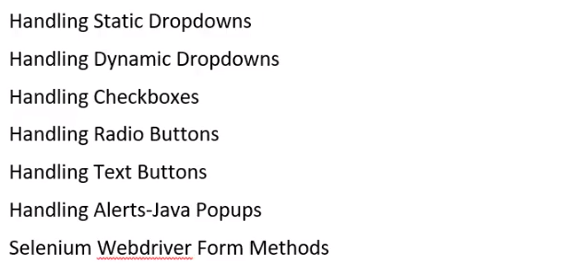 Handling Static Dropdowns
Handling Dynamic Dropdowns
Handling Checkboxes
Handling Radio Buttons
Handling Text Buttons
Handling Alerts-Java Popups
Selenium Webdriver Form Methods